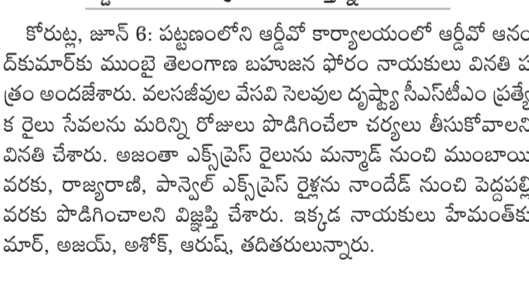 కోరుట్ల, జూన్ 6: పట్టణంలోని ఆర్డీవో కార్యాలయంలో ఆర్డీవో ఆనం
ద్‌కుమార్‌కు ముంబై తెలంగాణ బహుజన ఫోరం నాయకులు వినతి ప
త్రం అందజేశారు. వలసజీవుల వేసవి సెలవుల దృష్ట్యా సీఎస్‌టీఎం ప్రత్యే
క రైలు సేవలను మరిన్ని రోజులు పొడిగించేలా చర్యలు తీసుకోవాలని
వినతి చేశారు. అజంతా ఎక్స్‌ప్రెస్ రైలును మన్మాడ్ నుంచి ముంబాయి
వరకు, రాజ్యరాణి, పాన్వెల్ ఎక్స్‌ప్రెస్ రైళ్లను నాందేడ్ నుంచి పెద్దపల్లి
వరకు పొడిగించాలని విజ్ఞప్తి చేశారు. ఇక్కడ నాయకులు హేమంత్‌కు
మార్, అజయ్, అశోక్, ఆరుష్, తదితరులున్నారు.